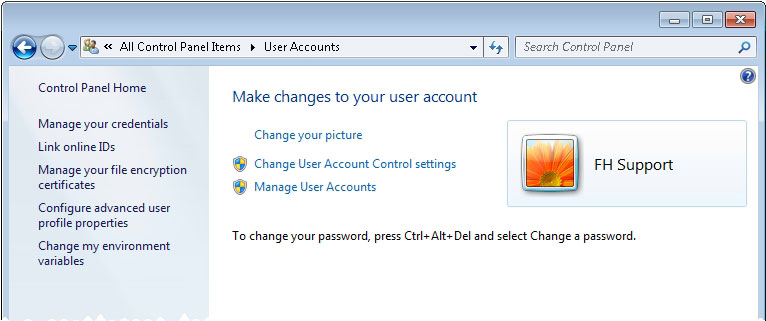 « All Control Panel Items ▸ User Accounts
Search Control Panel
Control Panel Home
Manage your credentials
Link online IDs
Manage your file encryption
certificates
Configure advanced user
profile properties
Change my environment
variables
Make changes to your user account
Change your picture
Change User Account Control settings
Manage User Accounts
FH Support
To change your password, press Ctrl+Alt+Del and select Change a password.